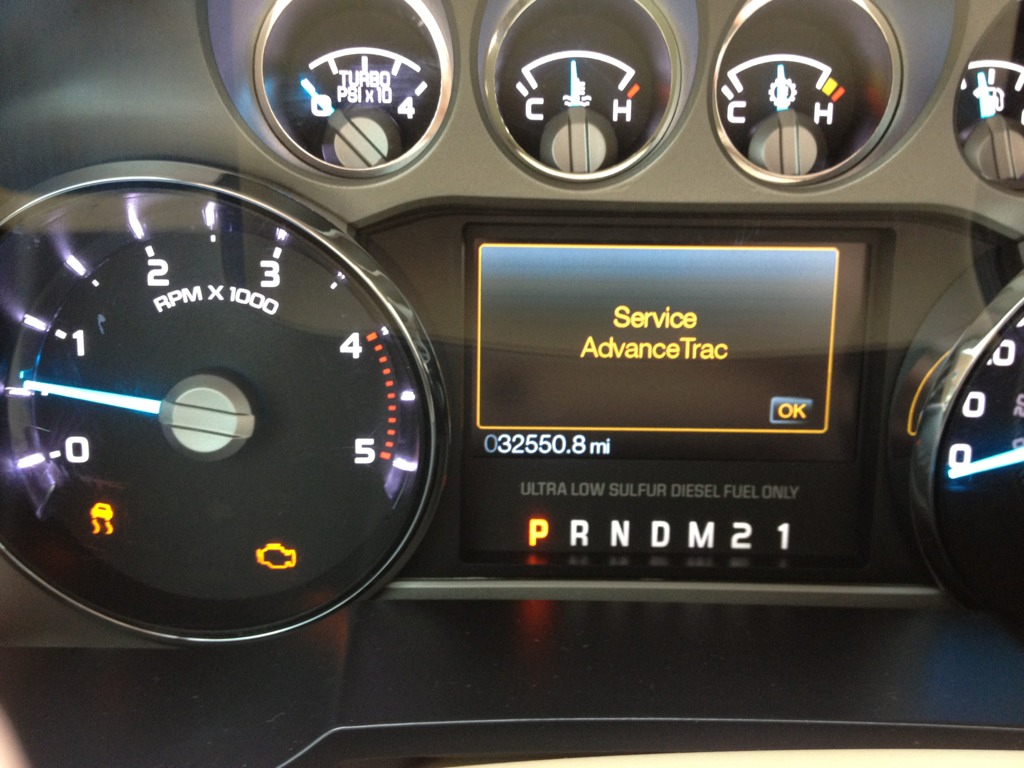 TURBO
PSI x 10
0 4
C H
C H
1 2 3 4
0 5
RPM X 1000
Service
AdvanceTrac
OK
032550.8 mi
ULTRA LOW SULFUR DIESEL FUEL ONLY
P R N D M 2 1
0